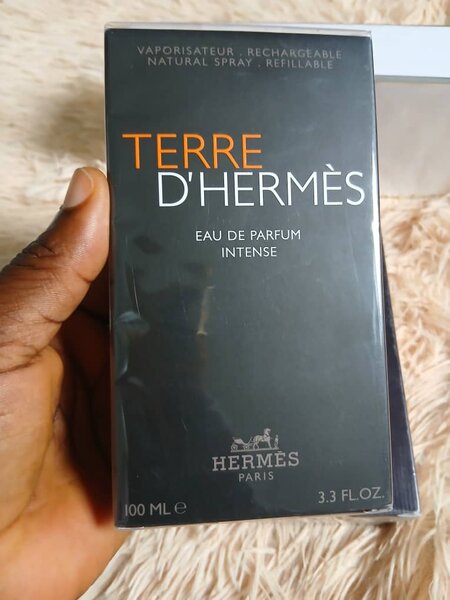 VAPORISATEUR . RECHARGEABLE
NATURAL SPRAY . REFILLABLE
TERRE
D'HERMÈS
EAU DE PARFUM
INTENSE
HERMÈS
PARIS
100 ML e
3.3 FL.OZ.